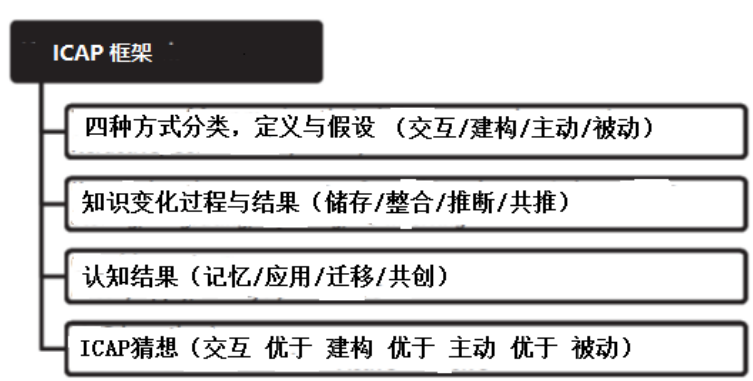 ICAP 框架
四种方式分类，定义与假设 （交互/建构/主动/被动）
知识变化过程与结果（储存/整合/推断/共推）
认知结果（记忆/应用/迁移/共创）
ICAP猜想（交互 优于 建构 优于 主动 优于 被动）